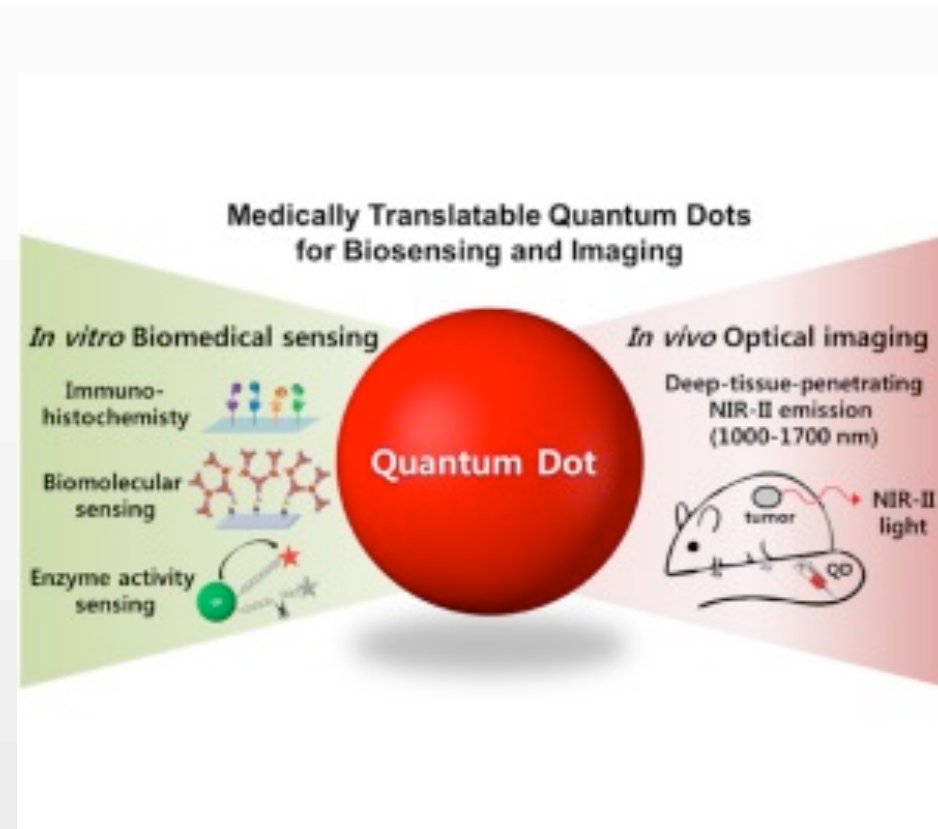 Medically Translatable Quantum Dots
for Biosensing and Imaging
In vitro Biomedical sensing
Immuno-
histochemisty
Biomolecular
sensing
Enzyme activity
sensing
Quantum Dot
In vivo Optical imaging
Deep-tissue-penetrating
NIR-II emission
(1000-1700 nm)
tumor
NIR-II
light
QD